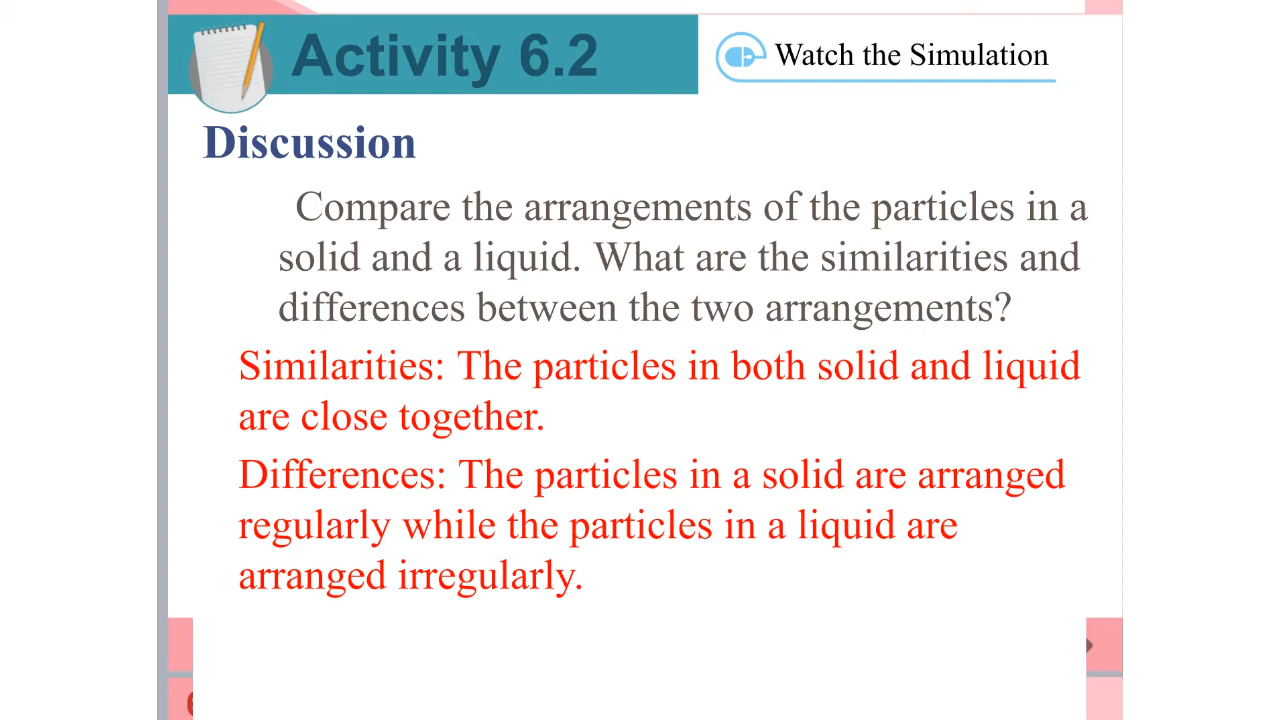 Activity 6.2
Watch the Simulation
Discussion
Compare the arrangements of the particles in a
solid and a liquid. What are the similarities and
differences between the two arrangements?
Similarities: The particles in both solid and liquid
are close together.
Differences: The particles in a solid are arranged
regularly while the particles in a liquid are
arranged irregularly.